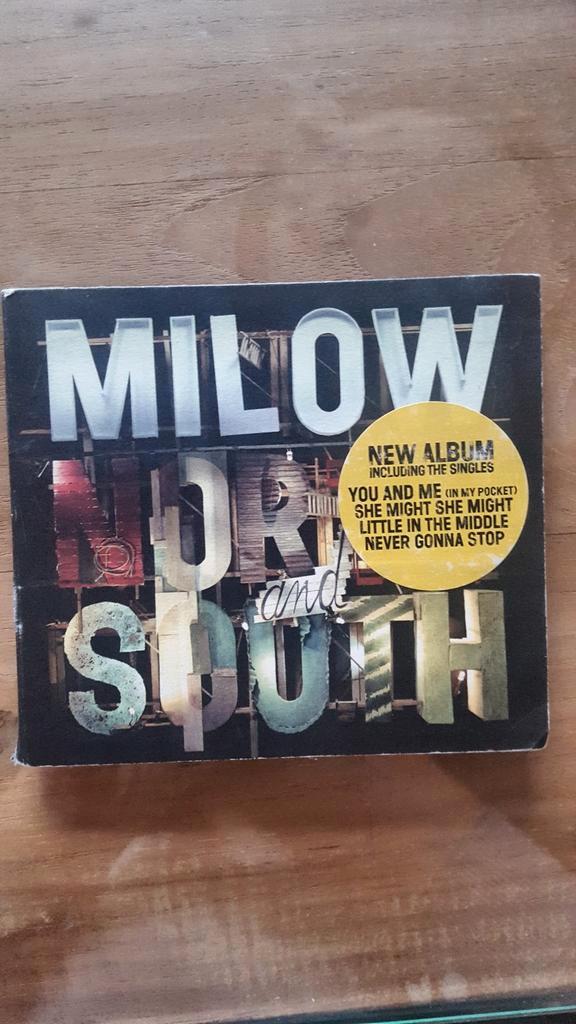 MILOW
NOR
and
SOUTH
NEW ALBUM
INCLUDING THE SINGLES
YOU AND ME (IN MY POCKET)
SHE MIGHT SHE MIGHT
LITTLE IN THE MIDDLE
NEVER GONNA STOP